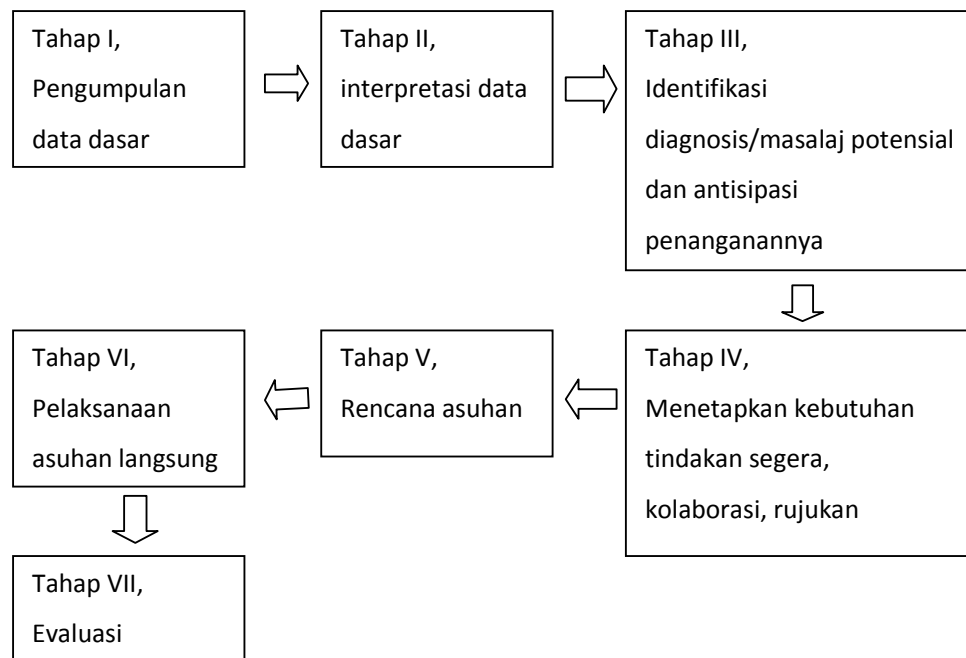 Tahap I,
Pengumpulan
data dasar
Tahap II,
interpretasi data
dasar
Tahap III,
Identifikasi
diagnosis/masalaj potensial
dan antisipasi
penanganannya
Tahap IV,
Menetapkan kebutuhan
tindakan segera,
kolaborasi, rujukan
Tahap V,
Rencana asuhan
Tahap VI,
Pelaksanaan
asuhan langsung
Tahap VII,
Evaluasi